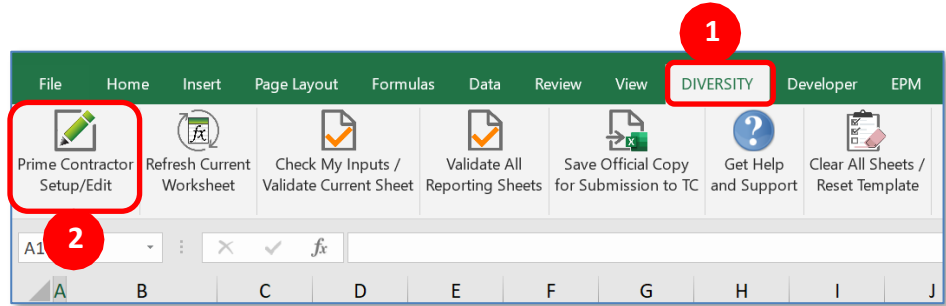 1
File Home Insert Page Layout Formulas Data Review View DIVERSITY Developer EPM
Prime Contractor Refresh Current Check My Inputs / Validate All Save Official Copy Get Help Clear All Sheets /
Setup/Edit Worksheet Validate Current Sheet Reporting Sheets for Submission to TC and Support Reset Template
2
A1 fx
A B C D E F G H I J